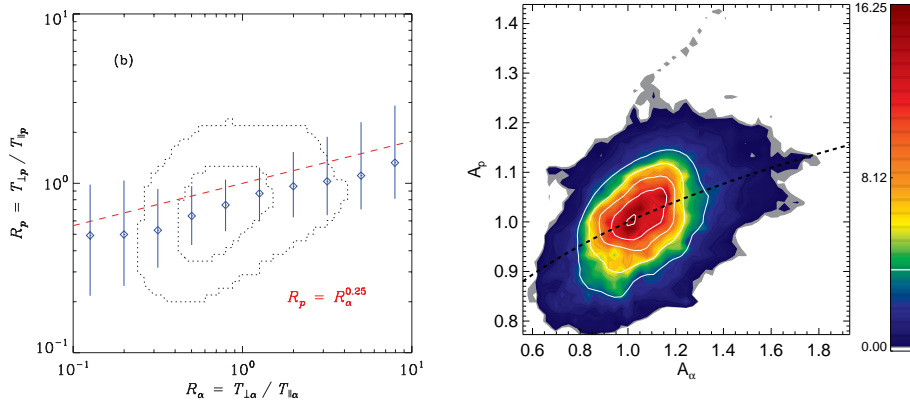 10¹
(b)
10⁰
10⁻¹
R_p = T_⊥p / T_∥p
R_p = R_α^0.25
10⁻¹ 10⁰ 10¹
R_α = T_⊥α / T_∥α
1.4
1.3
1.2
1.1
1.0
0.9
0.8
A_p
0.6 0.8 1.0 1.2 1.4 1.6 1.8
A_α
16.25
8.12
0.00